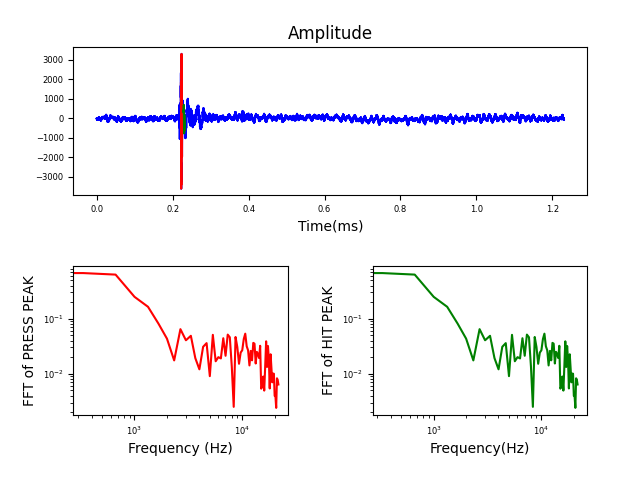 Amplitude
3000
2000
1000
0
−1000
−2000
−3000
0.0 0.2 0.4 0.6 0.8 1.0 1.2
Time(ms)
FFT of PRESS PEAK
10⁻¹
10⁻²
10³ 10⁴
Frequency (Hz)
FFT of HIT PEAK
10⁻¹
10⁻²
10³ 10⁴
Frequency(Hz)